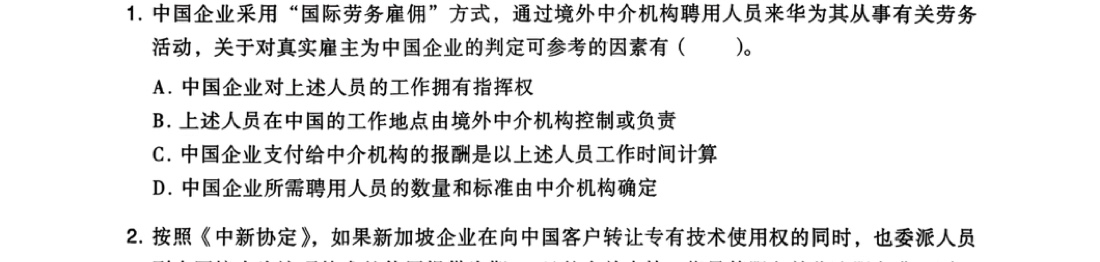 1. 中国企业采用“国际劳务雇佣”方式，通过境外中介机构聘用人员来华为其从事有关劳务
活动，关于对真实雇主为中国企业的判定可参考的因素有（　　）。
A. 中国企业对上述人员的工作拥有指挥权
B. 上述人员在中国的工作地点由境外中介机构控制或负责
C. 中国企业支付给中介机构的报酬是以上述人员工作时间计算
D. 中国企业所需聘用人员的数量和标准由中介机构确定
2. 按照《中新协定》，如果新加坡企业在向中国客户转让专有技术使用权的同时，也委派人员